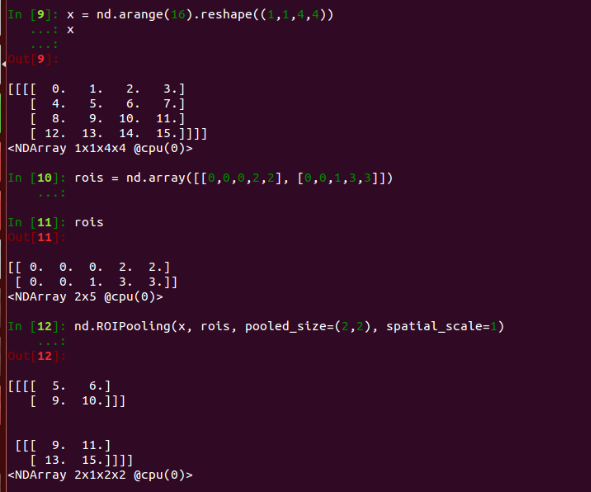 In [9]: x = nd.arange(16).reshape((1,1,4,4))
...: x
...:
Out[9]:
[[[[ 0. 1. 2. 3.]
[ 4. 5. 6. 7.]
[ 8. 9. 10. 11.]
[ 12. 13. 14. 15.]]]]
<NDArray 1x1x4x4 @cpu(0)>
In [10]: rois = nd.array([[0,0,0,2,2], [0,0,1,3,3]])
...:
In [11]: rois
Out[11]:
[[ 0. 0. 0. 2. 2.]
[ 0. 0. 1. 3. 3.]]
<NDArray 2x5 @cpu(0)>
In [12]: nd.ROIPooling(x, rois, pooled_size=(2,2), spatial_scale=1)
...:
Out[12]:
[[[[ 5. 6.]
[ 9. 10.]]]
[[[ 9. 11.]
[ 13. 15.]]]]
<NDArray 2x1x2x2 @cpu(0)>